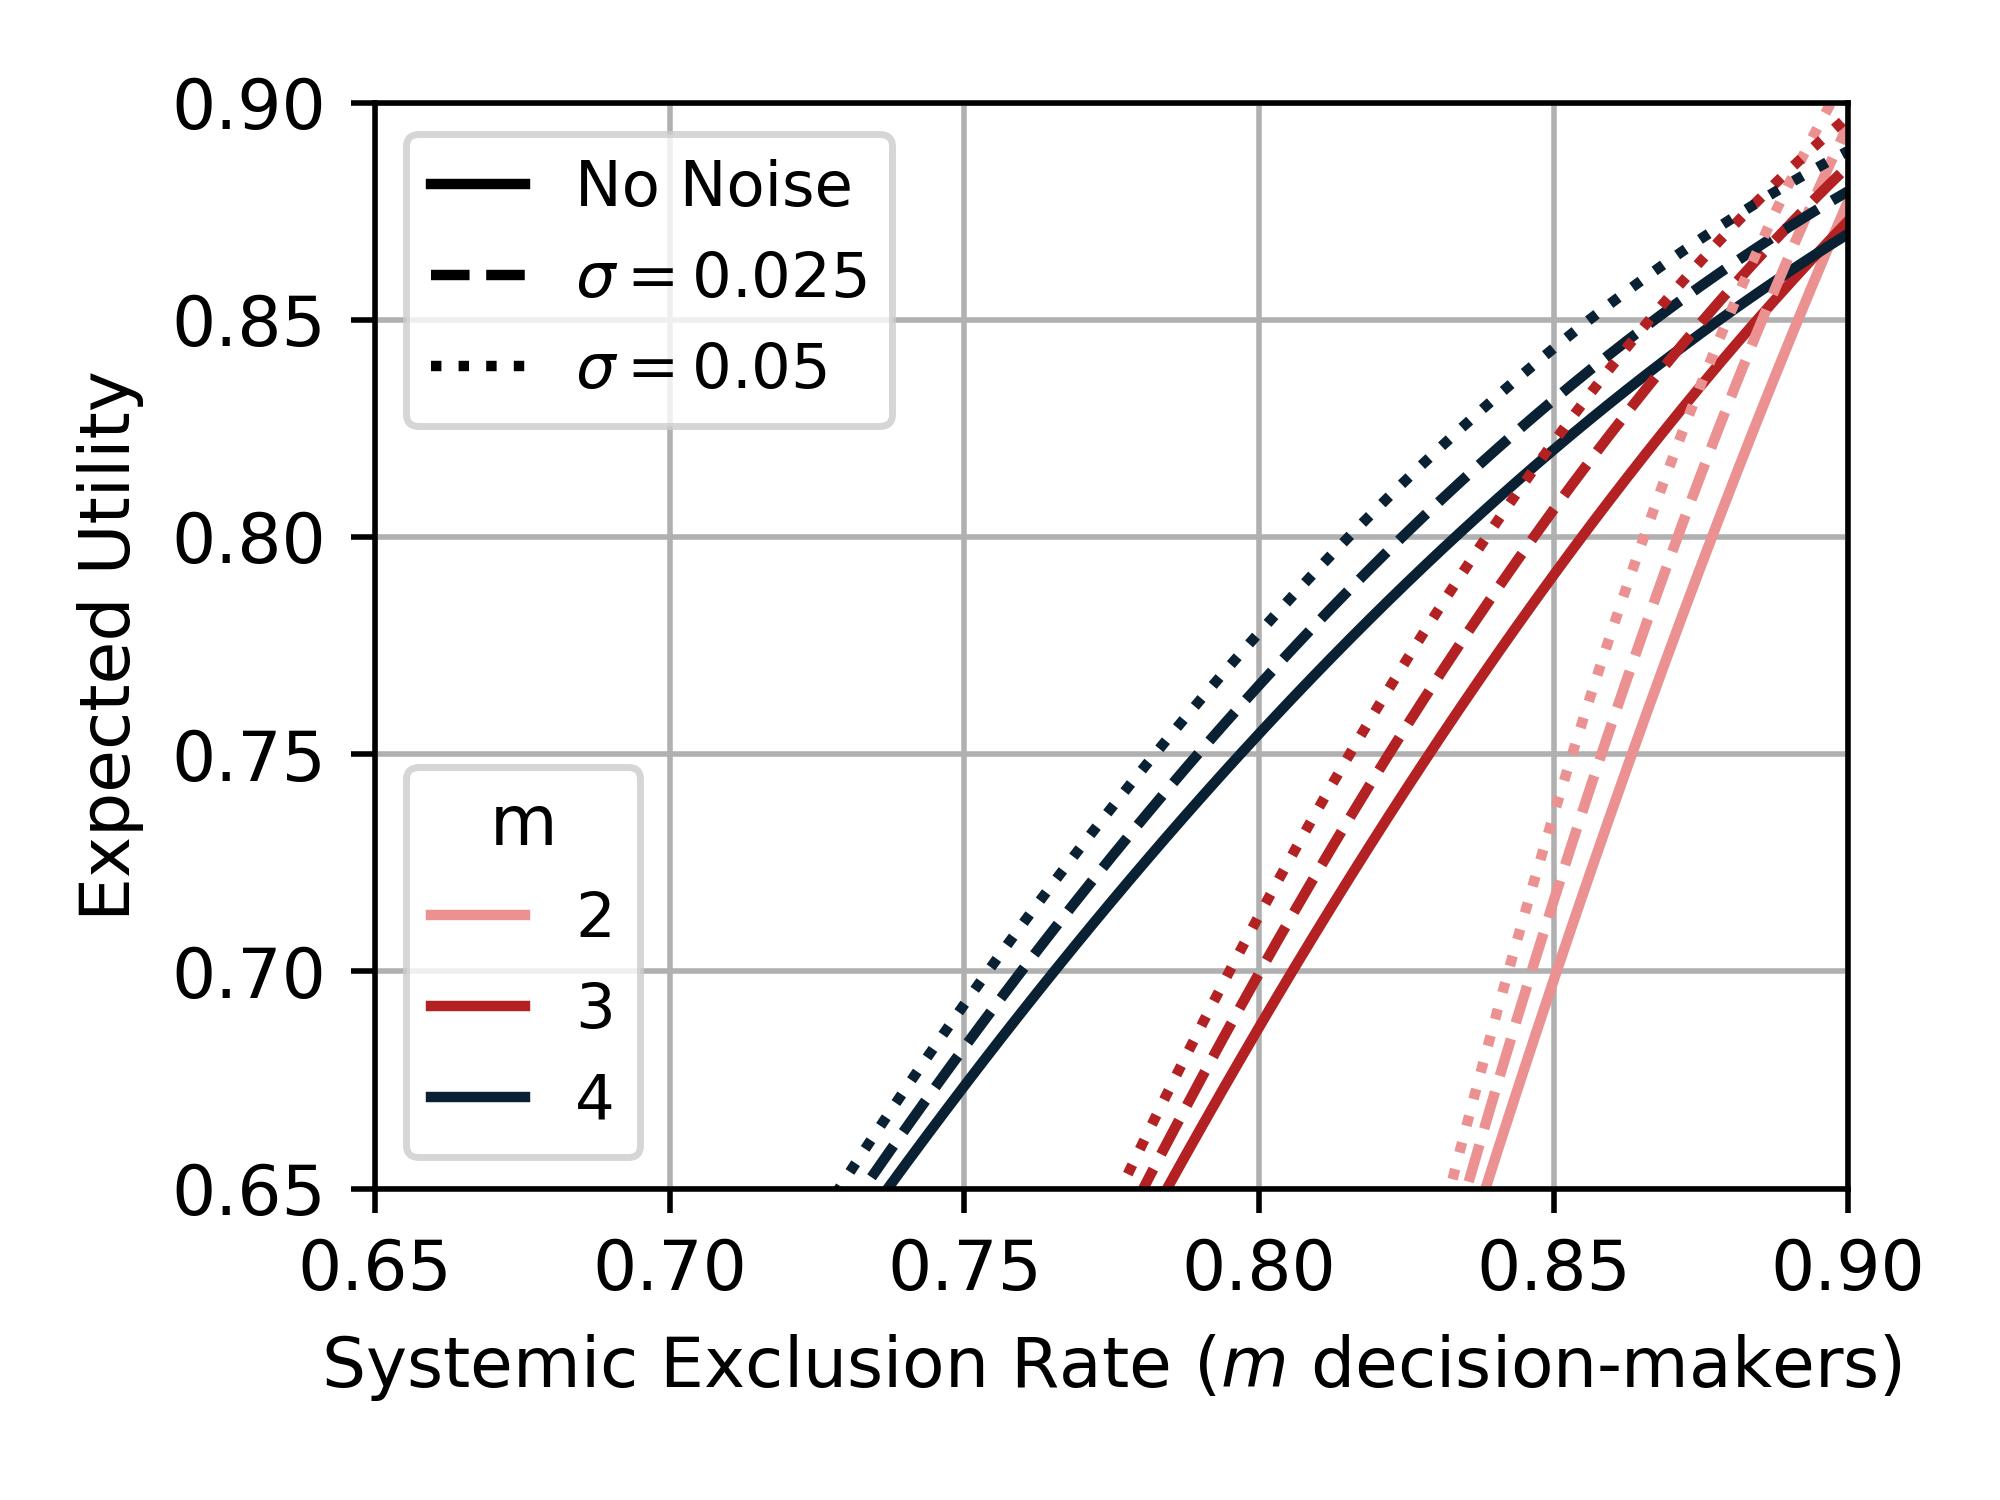 Expected Utility
0.90
0.85
0.80
0.75
0.70
0.65
No Noise
σ = 0.025
σ = 0.05
m
2
3
4
0.65 0.70 0.75 0.80 0.85 0.90
Systemic Exclusion Rate (m decision-makers)